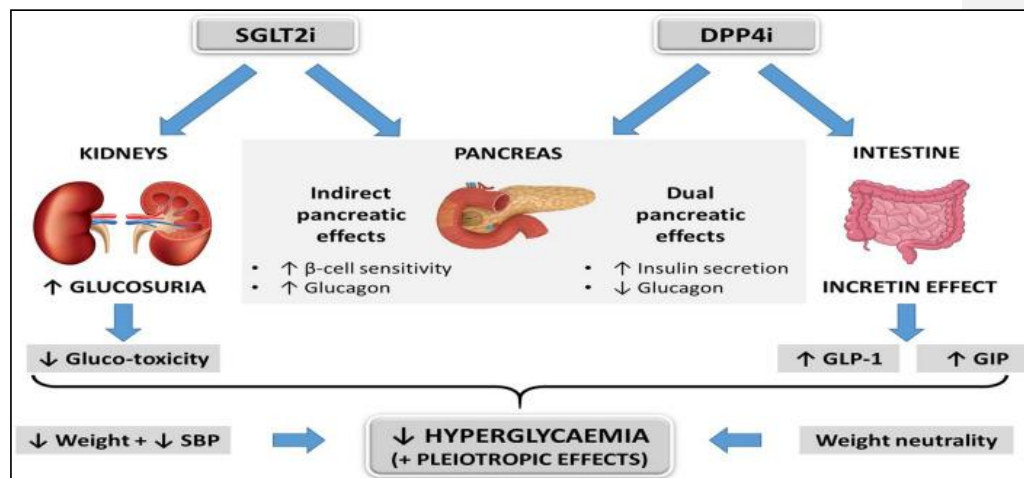 SGLT2i
DPP4i
KIDNEYS
PANCREAS
INTESTINE
Indirect
pancreatic
effects
Dual
pancreatic
effects
• ↑ β-cell sensitivity
• ↑ Glucagon
• ↑ Insulin secretion
• ↓ Glucagon
↑ GLUCOSURIA
INCRETIN EFFECT
↓ Gluco-toxicity
↑ GLP-1
↑ GIP
↓ Weight + ↓ SBP
↓ HYPERGLYCAEMIA
(+ PLEIOTROPIC EFFECTS)
Weight neutrality